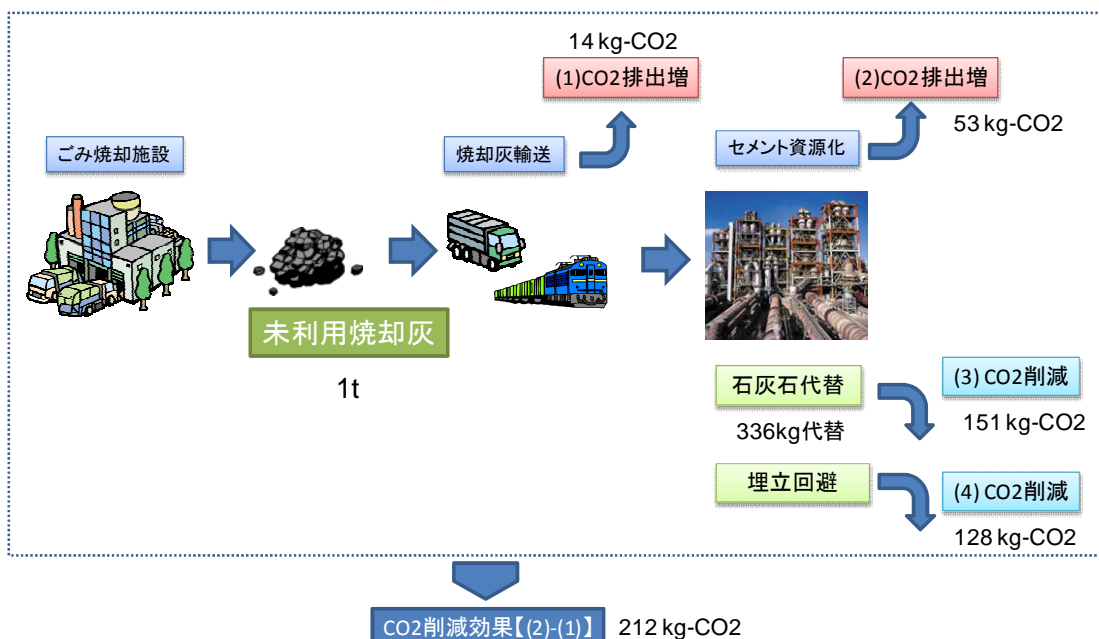 14 kg-CO2
(1)CO2排出増
(2)CO2排出増
53 kg-CO2
ごみ焼却施設
焼却灰輸送
セメント資源化
未利用焼却灰
1t
石灰石代替
336kg代替
(3) CO2削減
151 kg-CO2
埋立回避
(4) CO2削減
128 kg-CO2
CO2削減効果【(2)-(1)】 212 kg-CO2